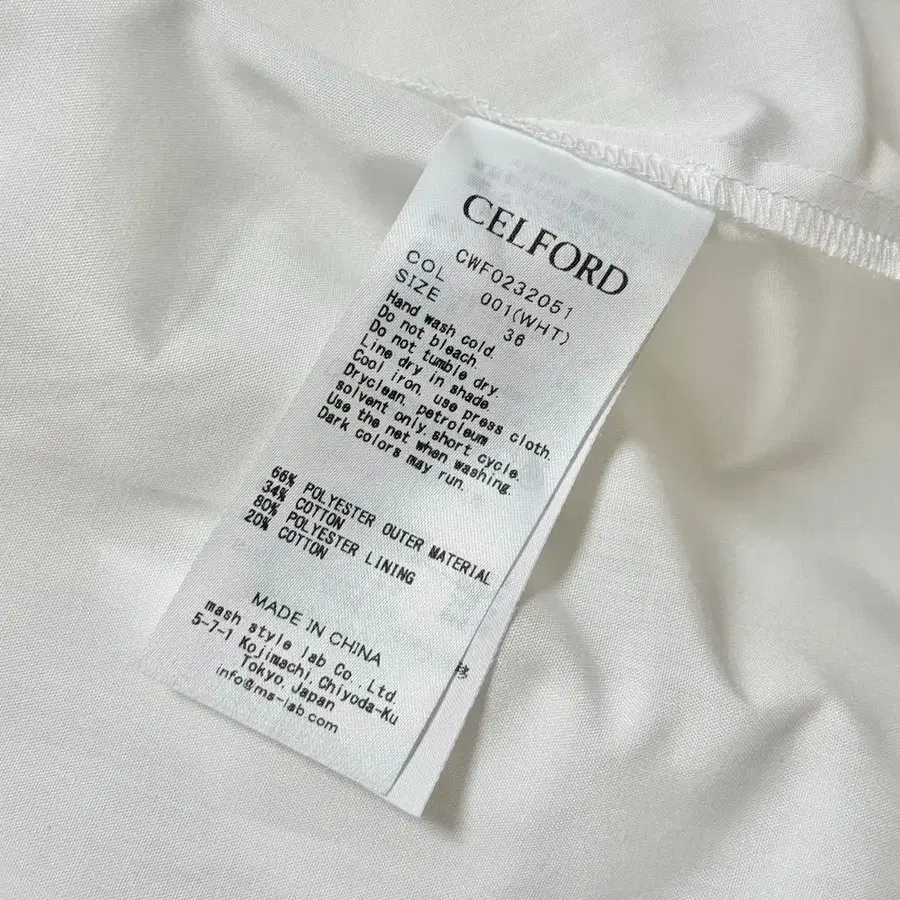 CELFORD
CWF0232051
COL 001(WHT)
SIZE 36
Hand wash cold.
Do not bleach.
Do not tumble dry.
Line dry in shade.
Cool iron, use press cloth.
Dryclean, petroleum
solvent only, short cycle.
Use the net when washing.
Dark colors may run.
66% POLYESTER OUTER MATERIAL
34% COTTON
80% POLYESTER LINING
20% COTTON
MADE IN CHINA
mash style lab Co.,Ltd.
5-7-1 Kojimachi,Chiyoda-Ku
Tokyo,Japan
info@ms-lab.com